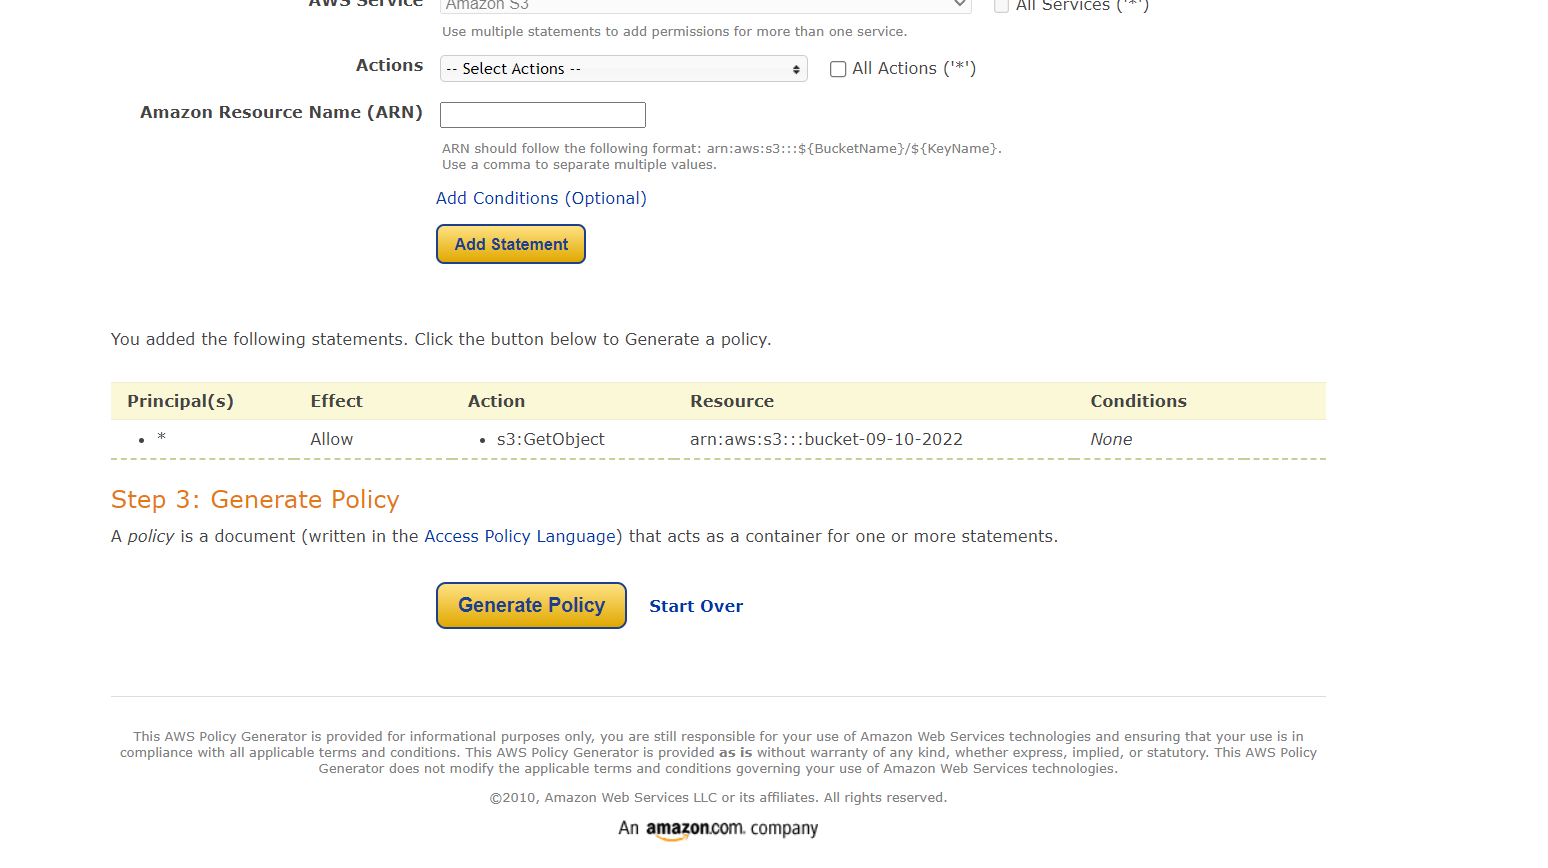 AWS Service Amazon S3 All Services ('*')
Use multiple statements to add permissions for more than one service.
Actions -- Select Actions -- All Actions ('*')
Amazon Resource Name (ARN)
ARN should follow the following format: arn:aws:s3:::${BucketName}/${KeyName}.
Use a comma to separate multiple values.
Add Conditions (Optional)
Add Statement
You added the following statements. Click the button below to Generate a policy.
Principal(s) Effect Action Resource Conditions
• * Allow • s3:GetObject arn:aws:s3:::bucket-09-10-2022 None
Step 3: Generate Policy
A policy is a document (written in the Access Policy Language) that acts as a container for one or more statements.
Generate Policy Start Over
This AWS Policy Generator is provided for informational purposes only, you are still responsible for your use of Amazon Web Services technologies and ensuring that your use is in
compliance with all applicable terms and conditions. This AWS Policy Generator is provided as is without warranty of any kind, whether express, implied, or statutory. This AWS Policy
Generator does not modify the applicable terms and conditions governing your use of Amazon Web Services technologies.
©2010, Amazon Web Services LLC or its affiliates. All rights reserved.
An amazon.com. company